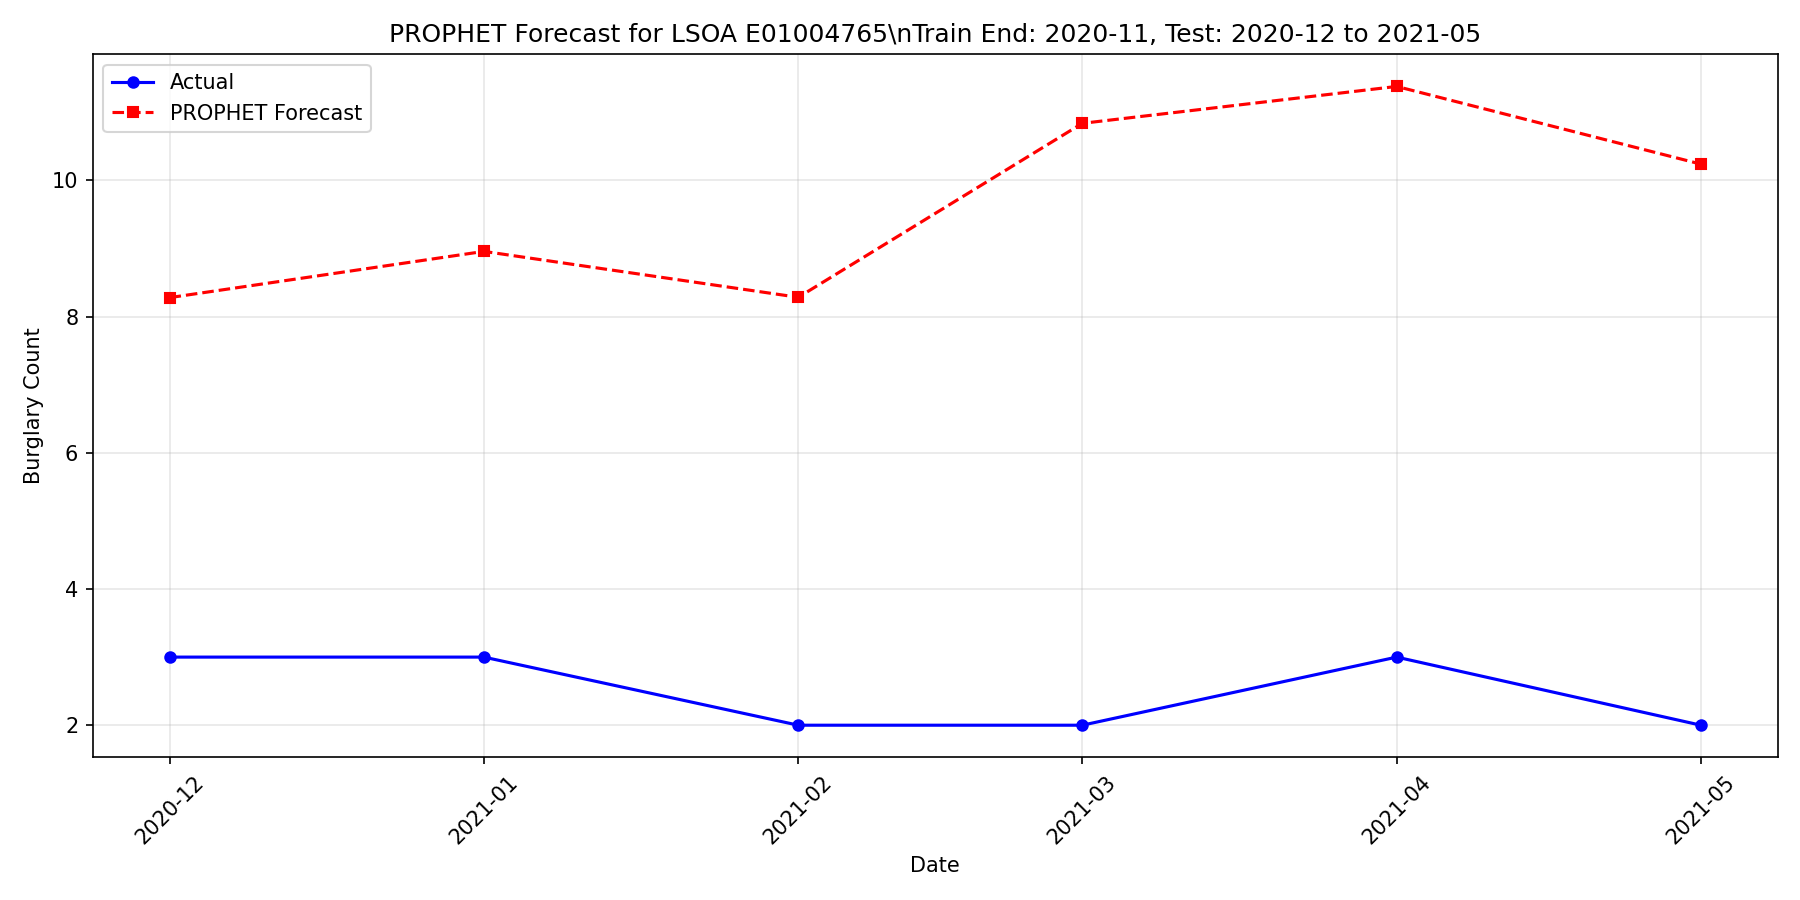 PROPHET Forecast for LSOA E01004765\nTrain End: 2020-11, Test: 2020-12 to 2021-05
Actual
PROPHET Forecast
Burglary Count
10
8
6
4
2
2020-12
2021-01
2021-02
2021-03
2021-04
2021-05
Date